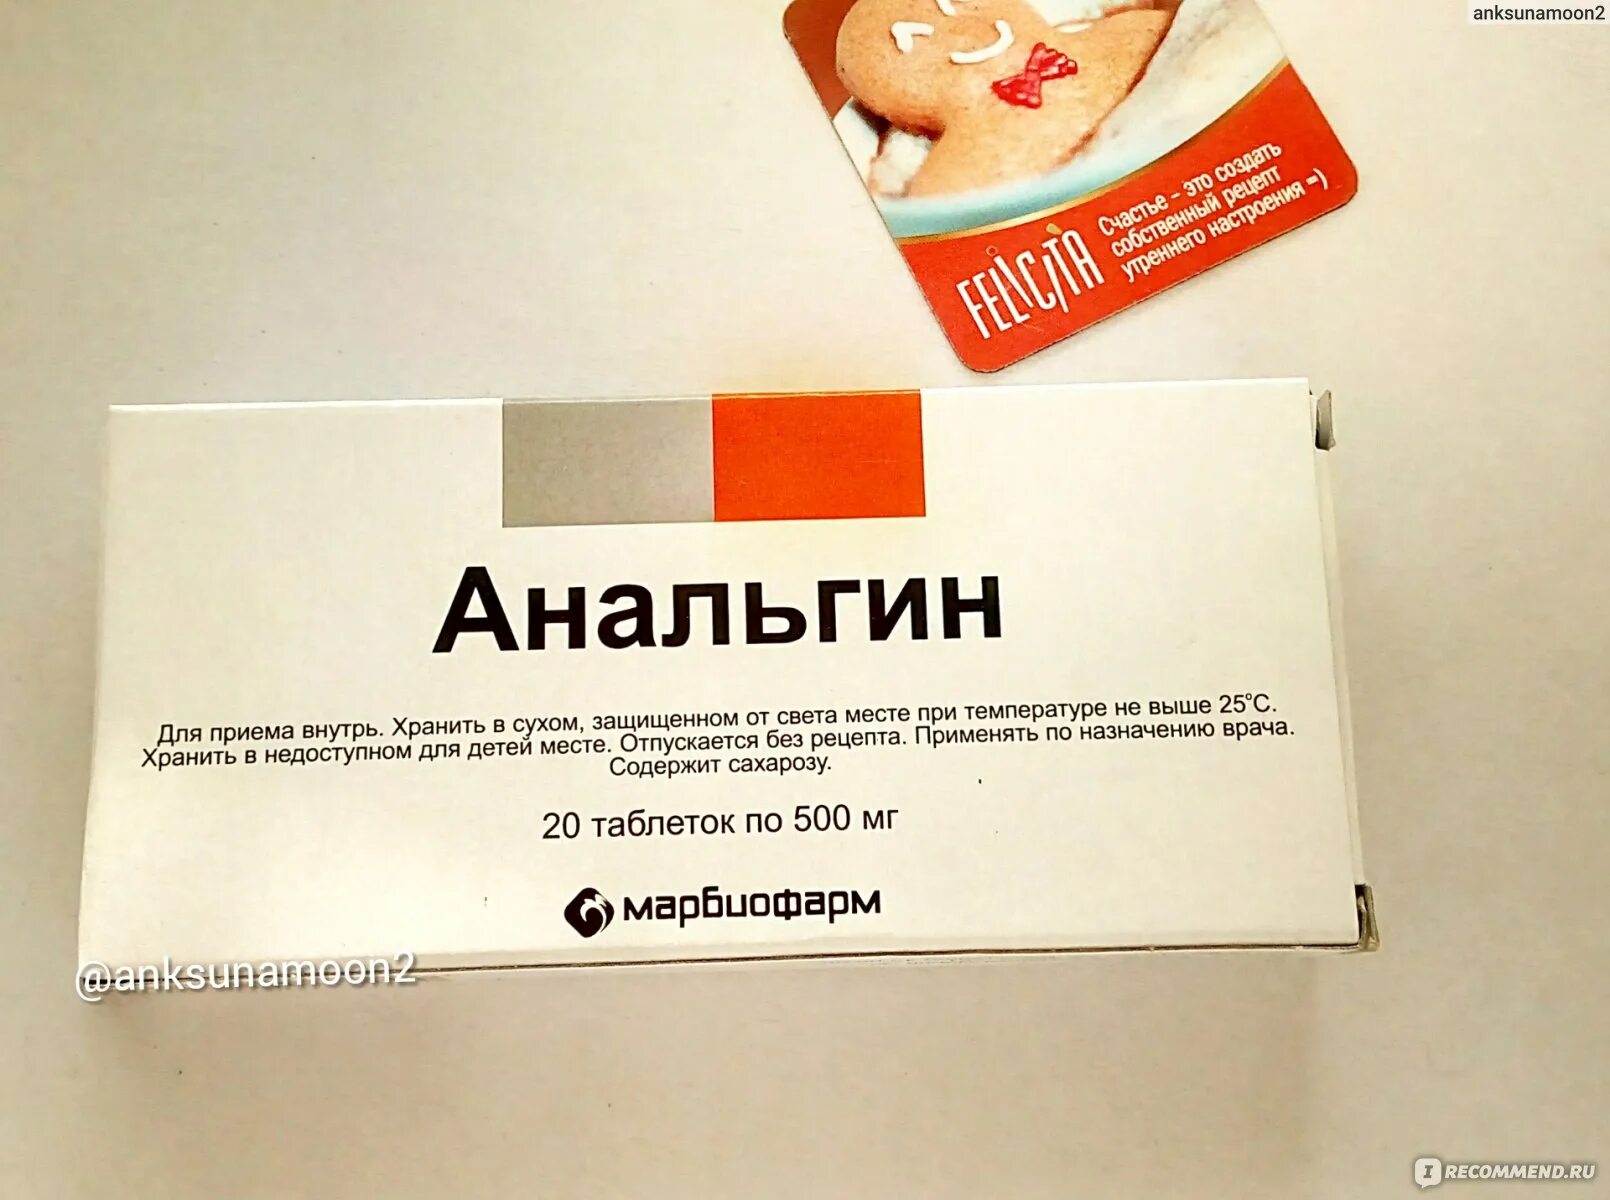 anksunamoon2
FELICITA
Счастье – это создать
собственный рецепт
утреннего настроения =)
Анальгин
Для приема внутрь. Хранить в сухом, защищенном от света месте при температуре не выше 25°С.
Хранить в недоступном для детей месте. Отпускается без рецепта. Применять по назначению врача.
Содержит сахарозу.
20 таблеток по 500 мг
марбиофарм
@anksunamoon2
IRECOMMEND.RU